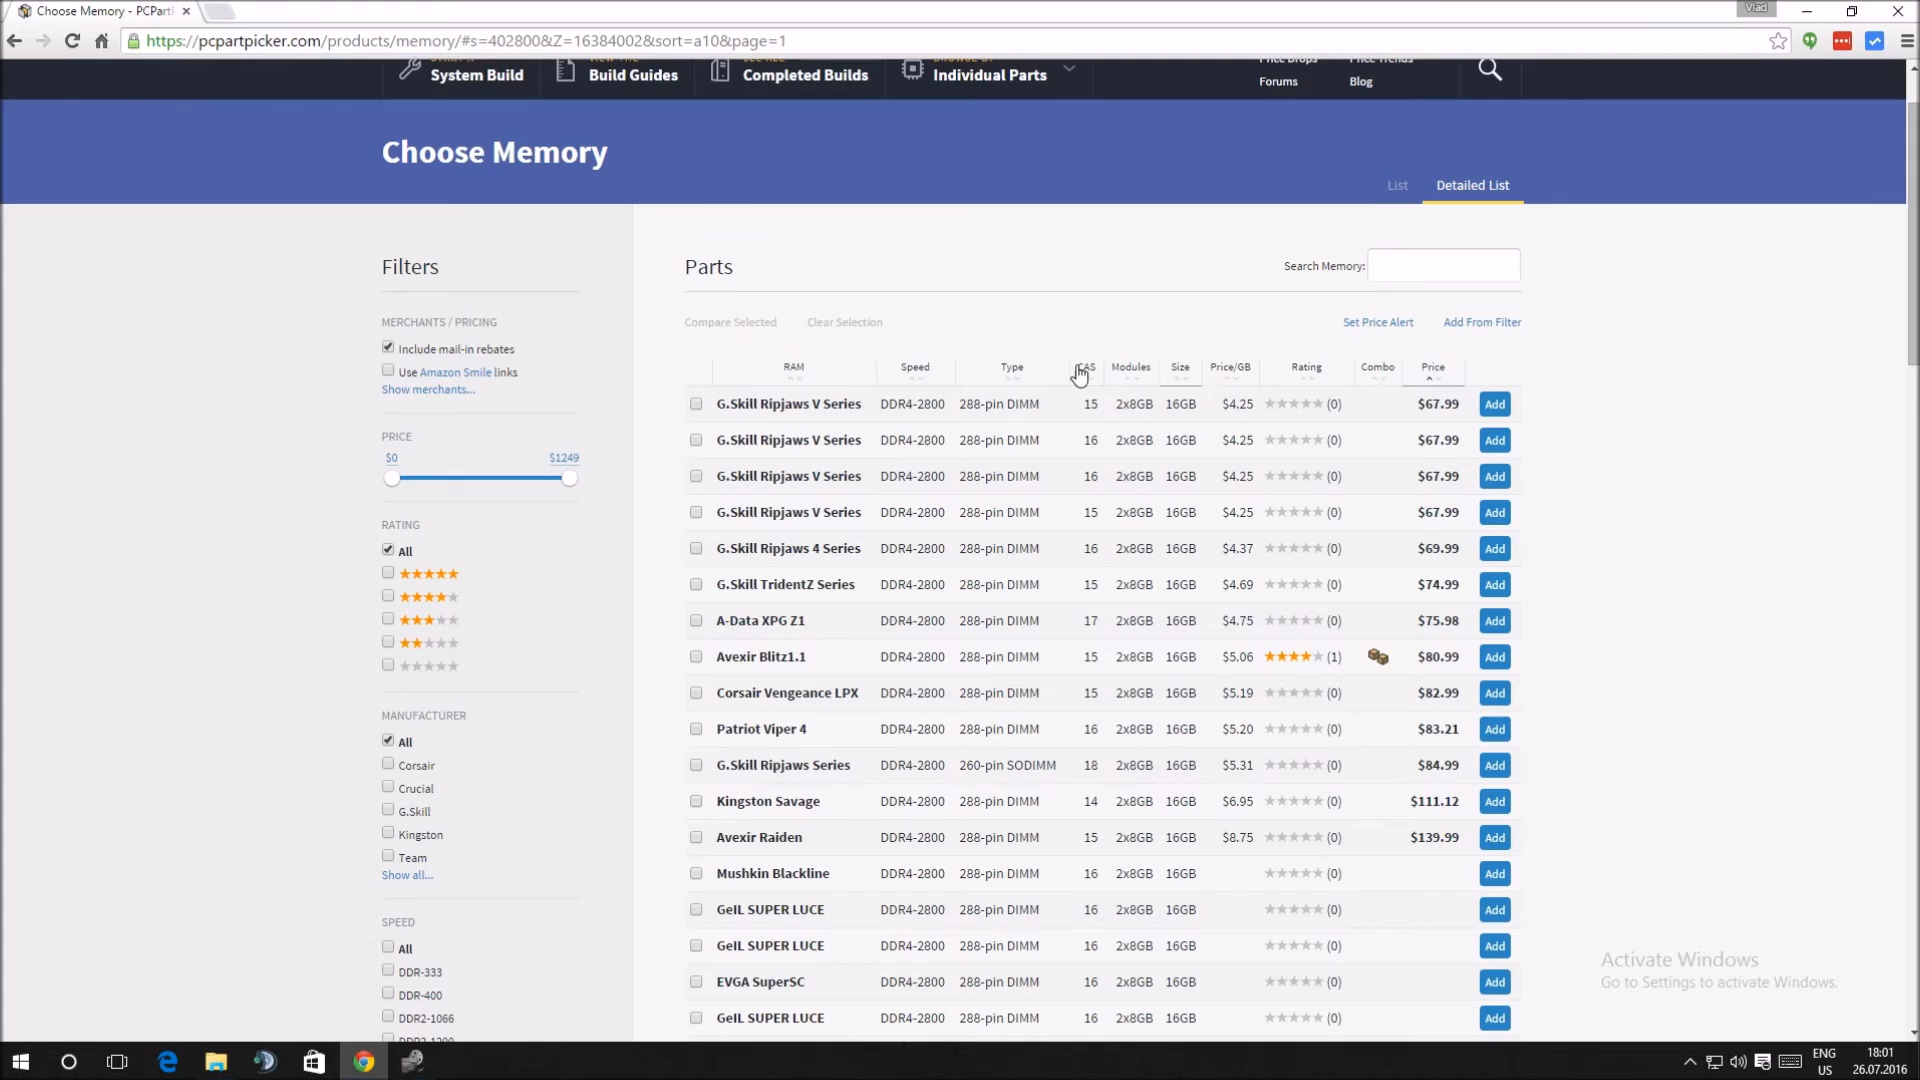 Choose Memory - PCPartP
Vlad
https://pcpartpicker.com/products/memory/#s=402800&Z=16384002&sort=a10&page=1
System Build
Build Guides
Completed Builds
Individual Parts
Price Drops
Price Trends
Forums
Blog
Choose Memory
List
Detailed List
Filters
MERCHANTS / PRICING
Include mail-in rebates
Use Amazon Smile links
Show merchants...
PRICE
$0
$1249
RATING
All
MANUFACTURER
All
Corsair
Crucial
G.Skill
Kingston
Team
Show all...
SPEED
All
DDR-333
DDR-400
DDR2-1066
Parts
Search Memory:
Compare Selected
Clear Selection
Set Price Alert
Add From Filter
RAM Speed Type CAS Modules Size Price/GB Rating Combo Price
G.Skill Ripjaws V Series DDR4-2800 288-pin DIMM 15 2x8GB 16GB $4.25 (0) $67.99 Add
G.Skill Ripjaws V Series DDR4-2800 288-pin DIMM 16 2x8GB 16GB $4.25 (0) $67.99 Add
G.Skill Ripjaws V Series DDR4-2800 288-pin DIMM 16 2x8GB 16GB $4.25 (0) $67.99 Add
G.Skill Ripjaws V Series DDR4-2800 288-pin DIMM 15 2x8GB 16GB $4.25 (0) $67.99 Add
G.Skill Ripjaws 4 Series DDR4-2800 288-pin DIMM 16 2x8GB 16GB $4.37 (0) $69.99 Add
G.Skill TridentZ Series DDR4-2800 288-pin DIMM 15 2x8GB 16GB $4.69 (0) $74.99 Add
A-Data XPG Z1 DDR4-2800 288-pin DIMM 17 2x8GB 16GB $4.75 (0) $75.98 Add
Avexir Blitz1.1 DDR4-2800 288-pin DIMM 15 2x8GB 16GB $5.06 (1) $80.99 Add
Corsair Vengeance LPX DDR4-2800 288-pin DIMM 15 2x8GB 16GB $5.19 (0) $82.99 Add
Patriot Viper 4 DDR4-2800 288-pin DIMM 16 2x8GB 16GB $5.20 (0) $83.21 Add
G.Skill Ripjaws Series DDR4-2800 260-pin SODIMM 18 2x8GB 16GB $5.31 (0) $84.99 Add
Kingston Savage DDR4-2800 288-pin DIMM 14 2x8GB 16GB $6.95 (0) $111.12 Add
Avexir Raiden DDR4-2800 288-pin DIMM 15 2x8GB 16GB $8.75 (0) $139.99 Add
Mushkin Blackline DDR4-2800 288-pin DIMM 16 2x8GB 16GB (0) Add
GeIL SUPER LUCE DDR4-2800 288-pin DIMM 16 2x8GB 16GB (0) Add
GeIL SUPER LUCE DDR4-2800 288-pin DIMM 16 2x8GB 16GB (0) Add
EVGA SuperSC DDR4-2800 288-pin DIMM 16 2x8GB 16GB (0) Add
GeIL SUPER LUCE DDR4-2800 288-pin DIMM 16 2x8GB 16GB (0) Add
Activate Windows
Go to Settings to activate Windows.
ENG
US
18:01
26.07.2016